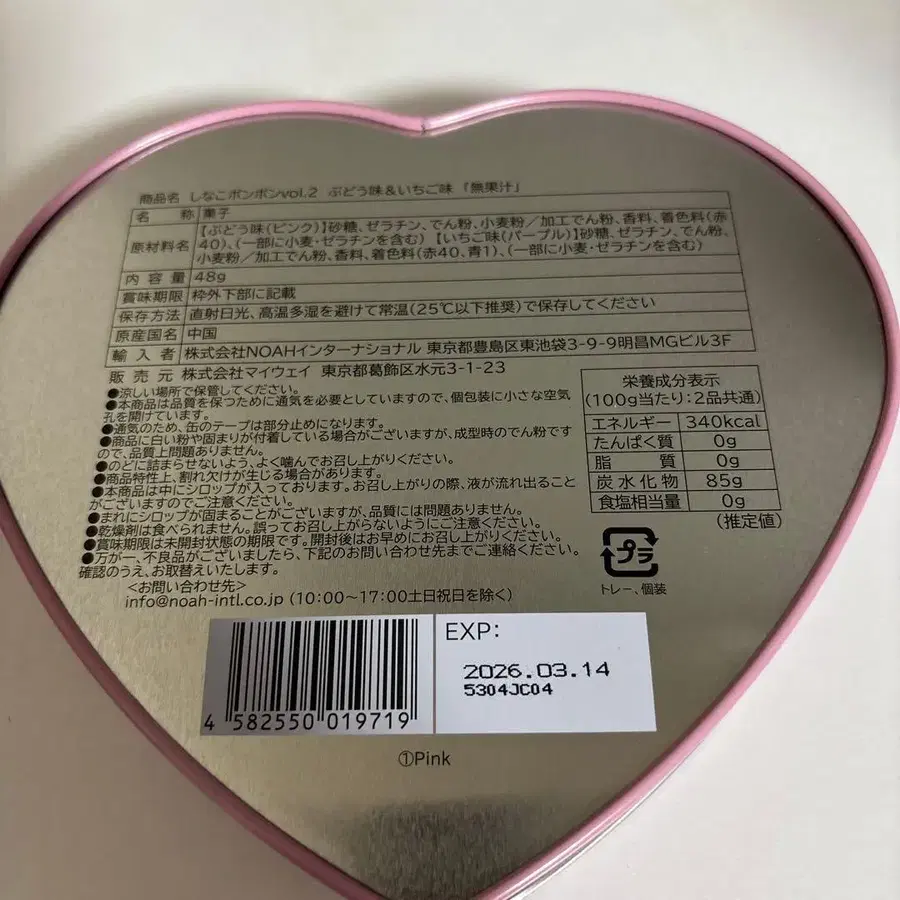 商品名 しなこボンボンvol.2 ぶどう味&いちご味 「無果汁」
名称 菓子
原材料名 【ぶどう味(ピンク)】砂糖、ゼラチン、でん粉、小麦粉/加工でん粉、香料、着色料(赤
40)、(一部に小麦・ゼラチンを含む) 【いちご味(パープル)】砂糖、ゼラチン、でん粉、
小麦粉/加工でん粉、香料、着色料(赤40、青1)、(一部に小麦・ゼラチンを含む)
内容量 48g
賞味期限 枠外下部に記載
保存方法 直射日光、高温多湿を避けて常温(25℃以下推奨)で保存してください
原産国名 中国
輸入者 株式会社NOAHインターナショナル 東京都豊島区東池袋3-9-9明昌MGビル3F
販売元 株式会社マイウェイ 東京都葛飾区水元3-1-23
●涼しい場所で保管してください。
●本商品は品質を保つために通気を必要としていますので、個包装に小さな空気
孔を開けています。
●通気のため、缶のテープは部分止めになります。
●商品に白い粉や固まりが付着している場合がございますが、成型時のでん粉です
ので、品質上問題ありません。
●のどに詰まらせないよう、よく噛んでお召し上がりください。
●商品特性上、割れ欠けが生じる場合があります。
●本商品は中にシロップが入っております。お召し上がりの際、液が流れ出ること
がございますのでご注意ください。
●まれにシロップが固まることがございますが、品質には問題がありません。
●乾燥剤は食べられません。誤ってお召し上がらないようにご注意ください。
●賞味期限は未開封状態の期限です。開封後はお早めにお召し上がりください。
●万が一、不良品がございましたら、下記のお問い合わせ先までご連絡ください。
確認のうえ、お取替えいたします。
<お問い合わせ先>
info@noah-intl.co.jp (10:00～17:00土日祝日を除く)
栄養成分表示
(100g当たり:2品共通)
エネルギー 340kcal
たんぱく質 0g
脂質 0g
炭水化物 85g
食塩相当量 0g
(推定値)
プラ
トレー、個装
4 582550 019719
EXP:
2026.03.14
5304JC04
①Pink